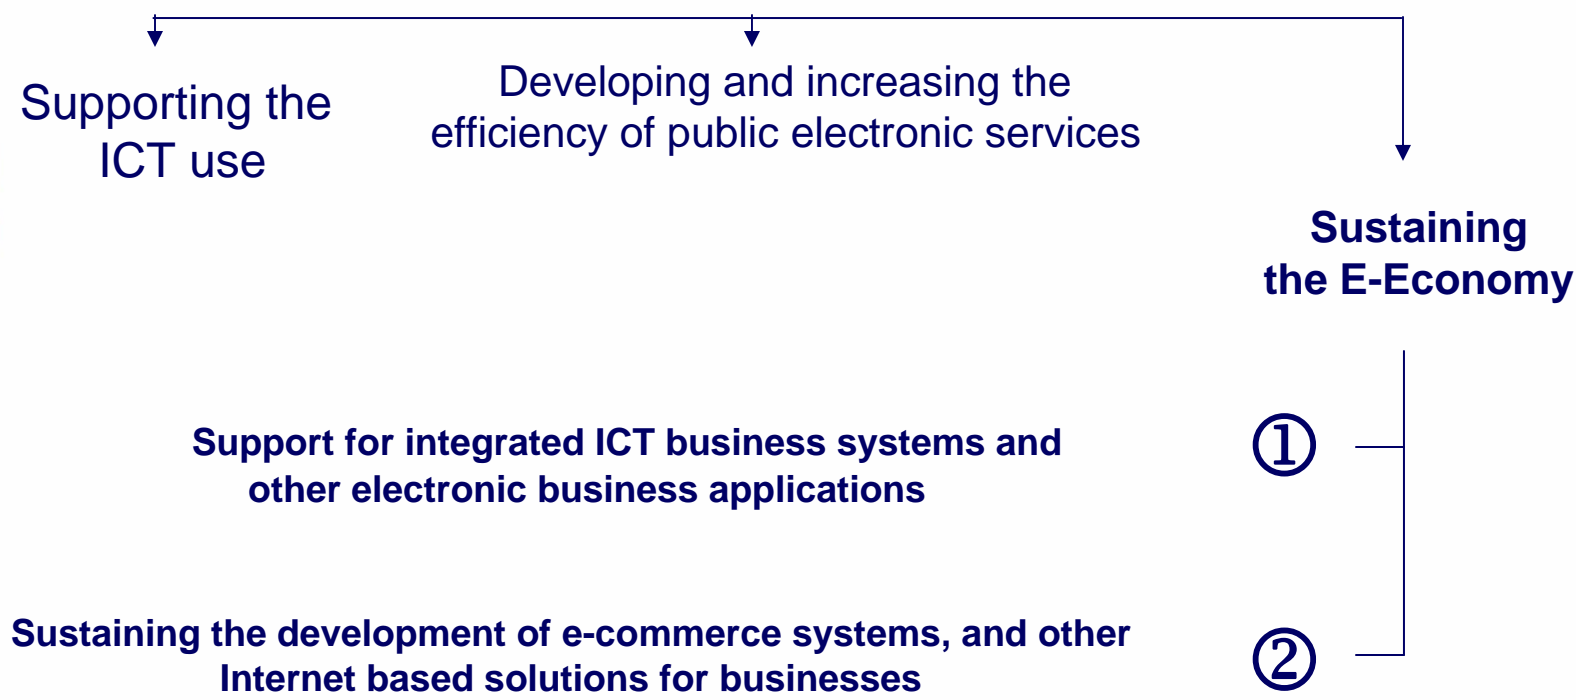 Supporting the
ICT use
Developing and increasing the
efficiency of public electronic services
Sustaining
the E-Economy
Support for integrated ICT business systems and
other electronic business applications
①
Sustaining the development of e-commerce systems, and other
Internet based solutions for businesses
②